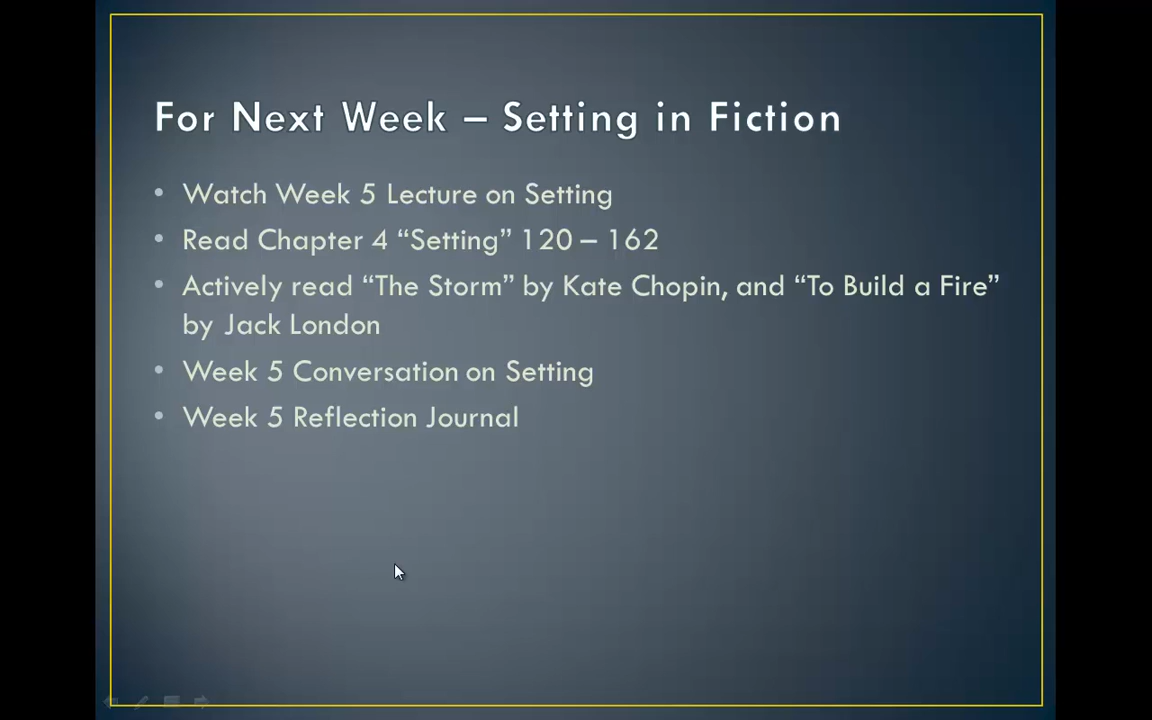 For Next Week – Setting in Fiction
• Watch Week 5 Lecture on Setting
• Read Chapter 4 “Setting” 120 – 162
• Actively read “The Storm” by Kate Chopin, and “To Build a Fire”
by Jack London
• Week 5 Conversation on Setting
• Week 5 Reflection Journal